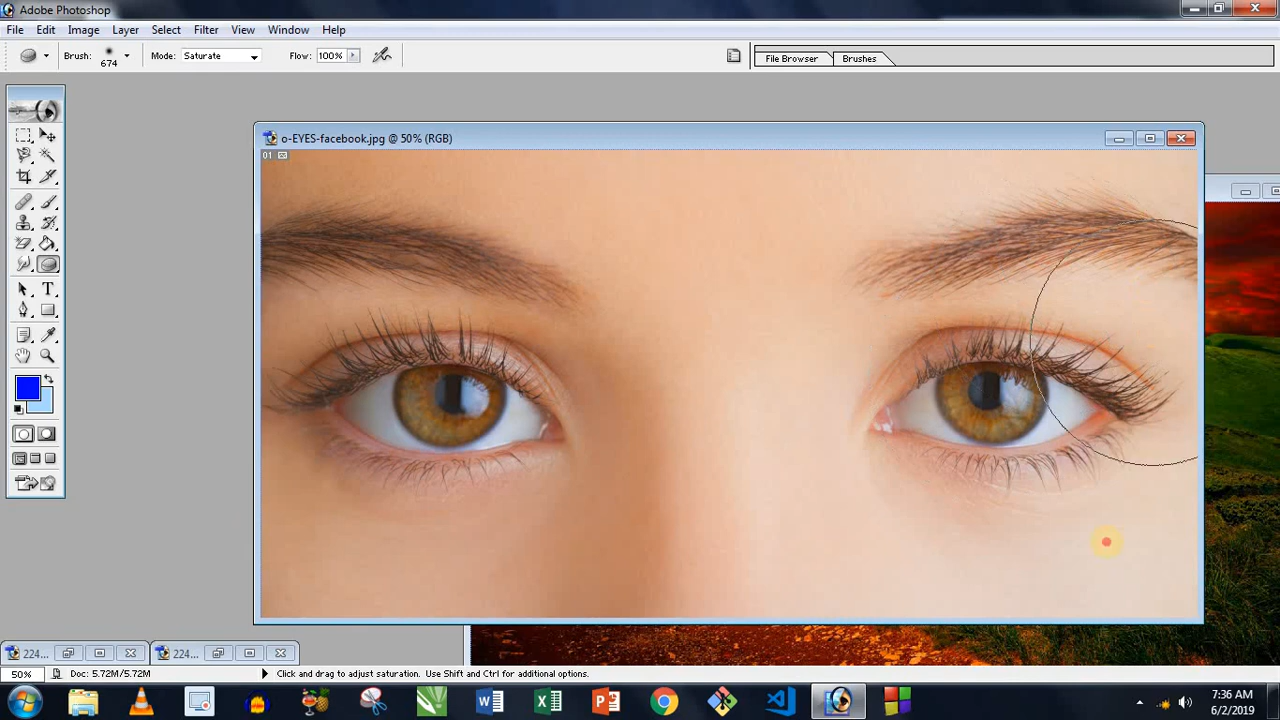 Adobe Photoshop
File Edit Image Layer Select Filter View Window Help
Brush: 674 Mode: Saturate Flow: 100% File Browser Brushes
o-EYES-facebook.jpg @ 50% (RGB)
01
T
224... 224...
50% Doc: 5.72M/5.72M Click and drag to adjust saturation. Use Shift and Ctrl for additional options.
7:36 AM
6/2/2019